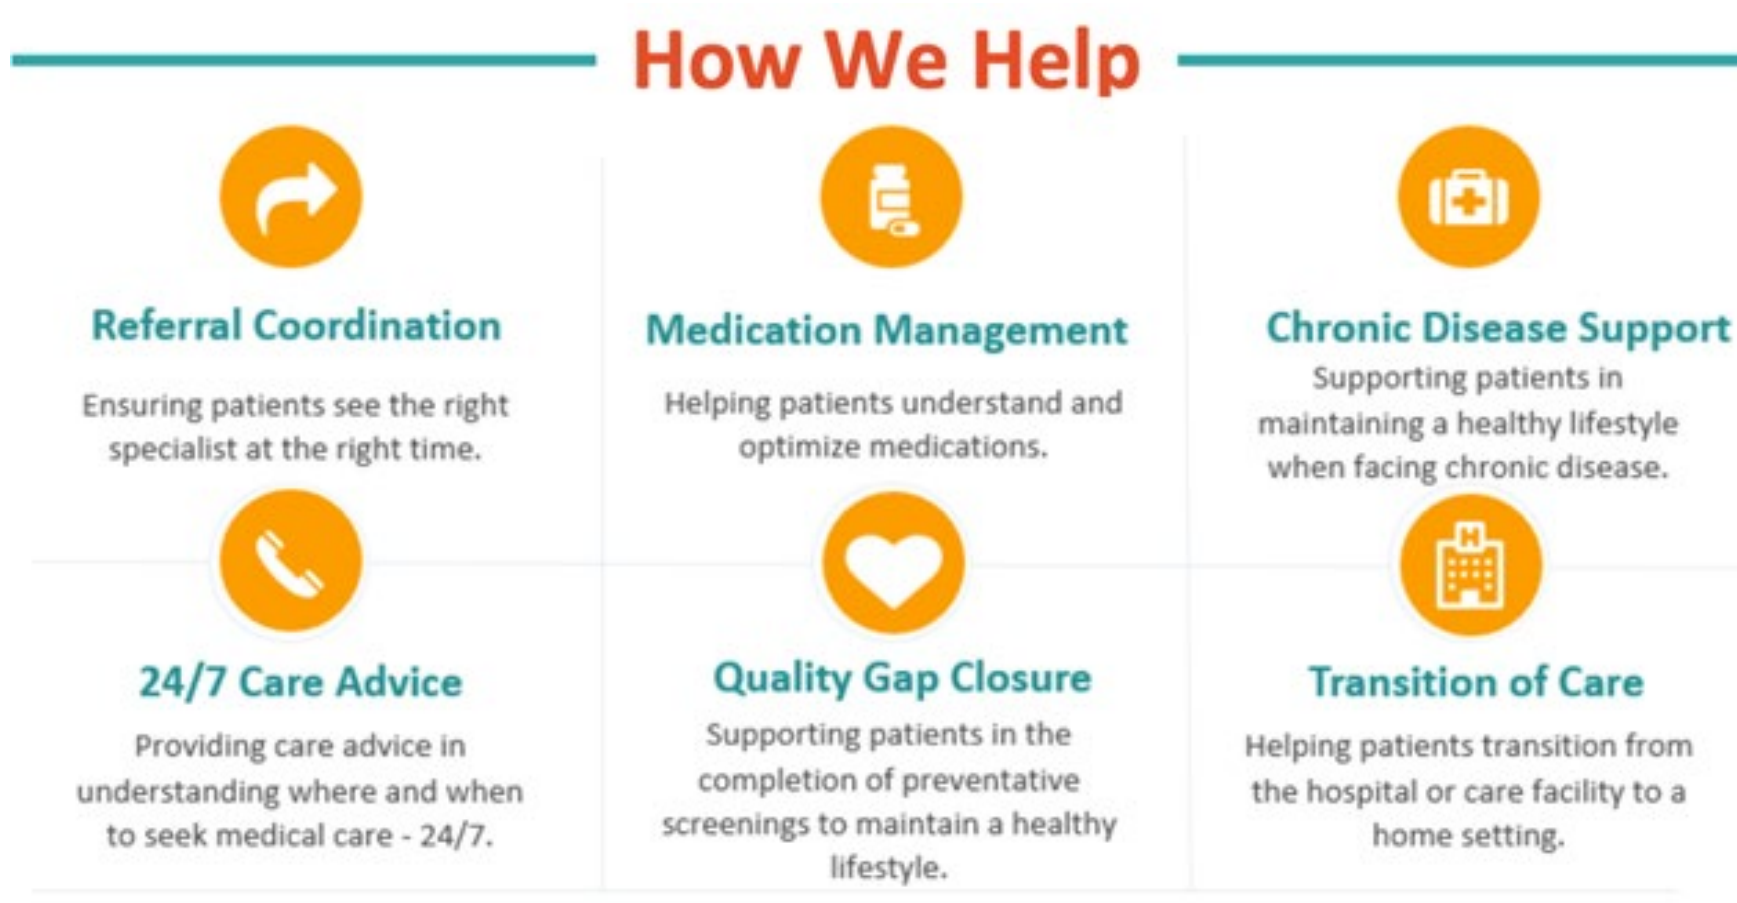 How We Help
Referral Coordination
Ensuring patients see the right
specialist at the right time.
Medication Management
Helping patients understand and
optimize medications.
Chronic Disease Support
Supporting patients in
maintaining a healthy lifestyle
when facing chronic disease.
24/7 Care Advice
Providing care advice in
understanding where and when
to seek medical care - 24/7.
Quality Gap Closure
Supporting patients in the
completion of preventative
screenings to maintain a healthy
lifestyle.
H
Transition of Care
Helping patients transition from
the hospital or care facility to a
home setting.